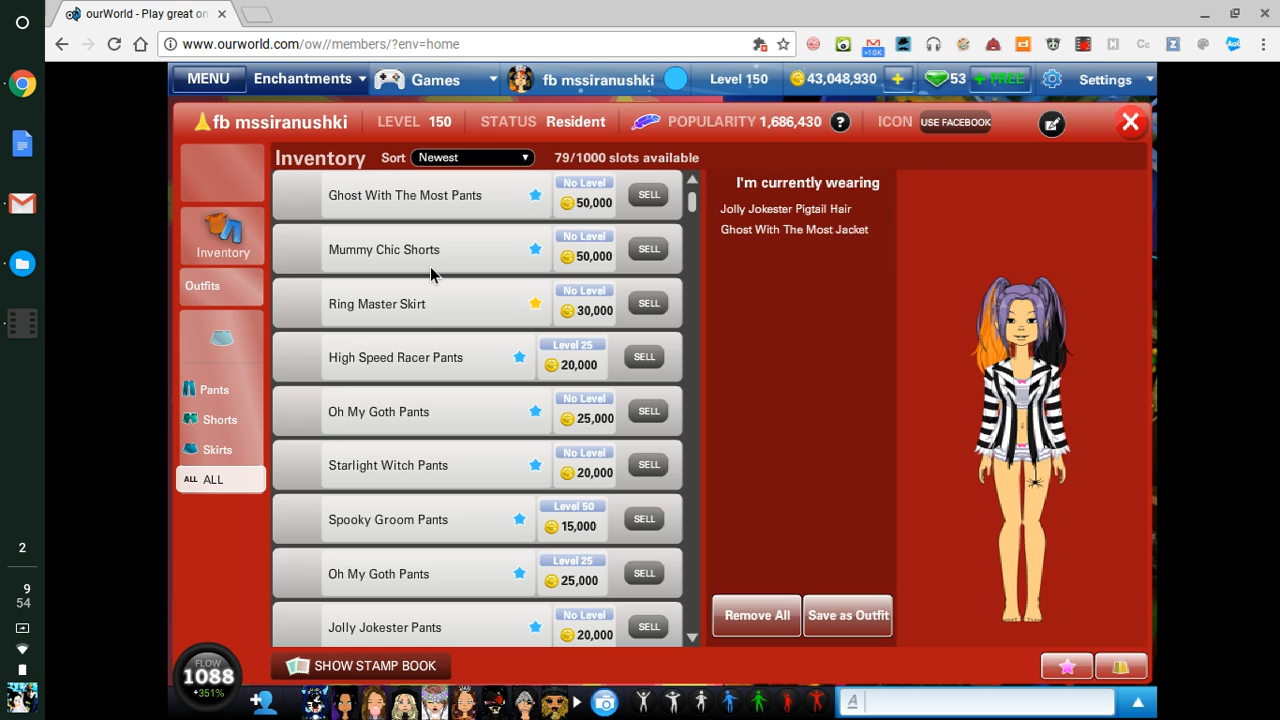 ourWorld - Play great on
www.ourworld.com/ow//members/?env=home
>10K
Cc
Aol.
MENU
Enchantments
Games
fb mssiranushki
Level 150
43,048,930
+
53
+ FREE
Settings
fb mssiranushki
LEVEL 150
STATUS Resident
POPULARITY 1,686,430
?
ICON
USE FACEBOOK
Inventory
Sort
Newest
79/1000 slots available
Inventory
Outfits
Pants
Shorts
Skirts
ALL ALL
Ghost With The Most Pants
No Level
50,000
SELL
Mummy Chic Shorts
No Level
50,000
SELL
Ring Master Skirt
No Level
30,000
SELL
High Speed Racer Pants
Level 25
20,000
SELL
Oh My Goth Pants
No Level
25,000
SELL
Starlight Witch Pants
No Level
20,000
SELL
Spooky Groom Pants
Level 50
15,000
SELL
Oh My Goth Pants
Level 25
25,000
SELL
Jolly Jokester Pants
No Level
20,000
SELL
I'm currently wearing
Jolly Jokester Pigtail Hair
Ghost With The Most Jacket
Remove All
Save as Outfit
SHOW STAMP BOOK
FLOW
1088
+351%
A
2
9
54